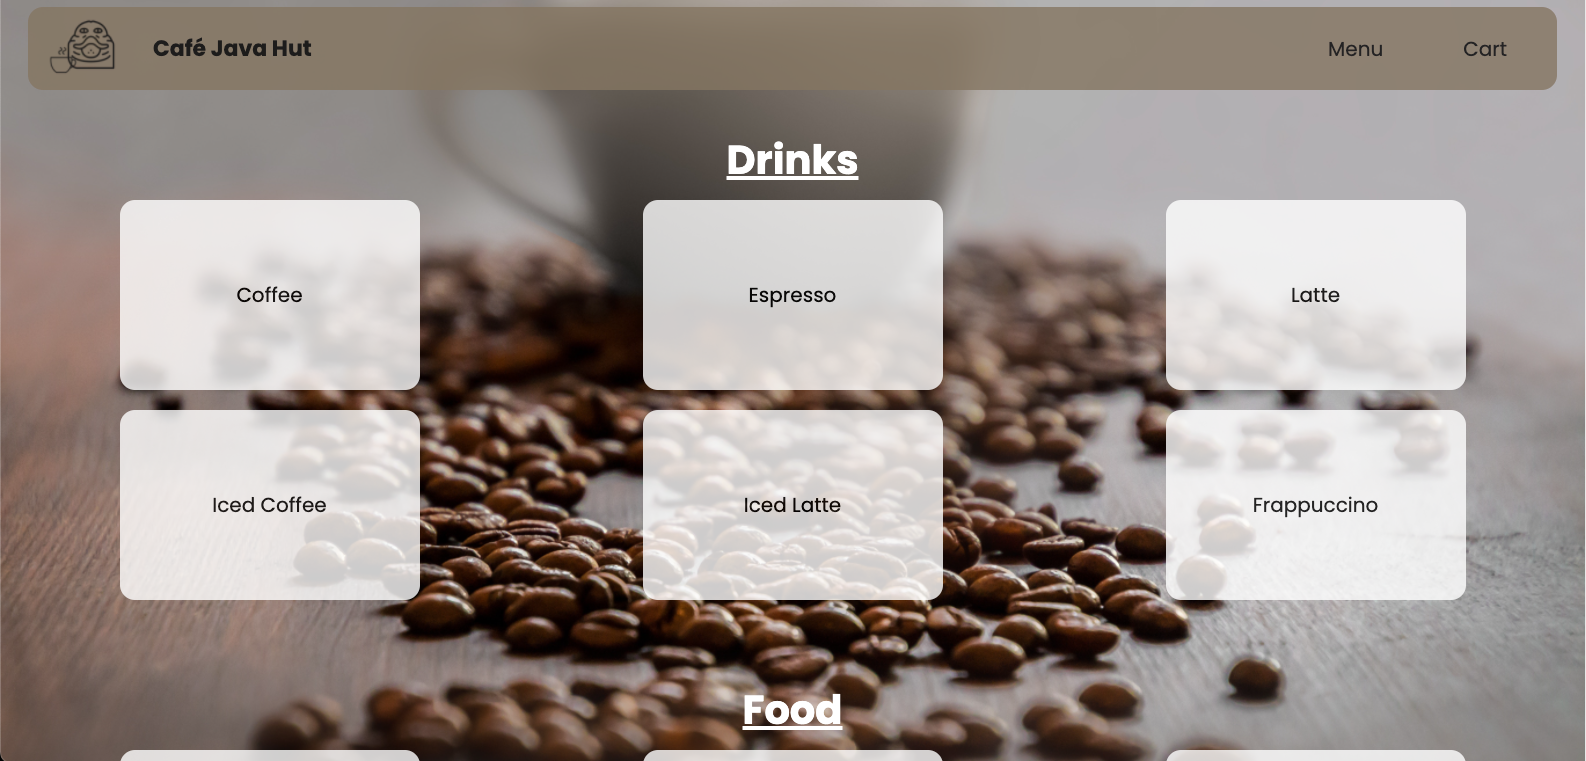 Café Java Hut
Menu
Cart
Drinks
Coffee
Espresso
Latte
Iced Coffee
Iced Latte
Frappuccino
Food